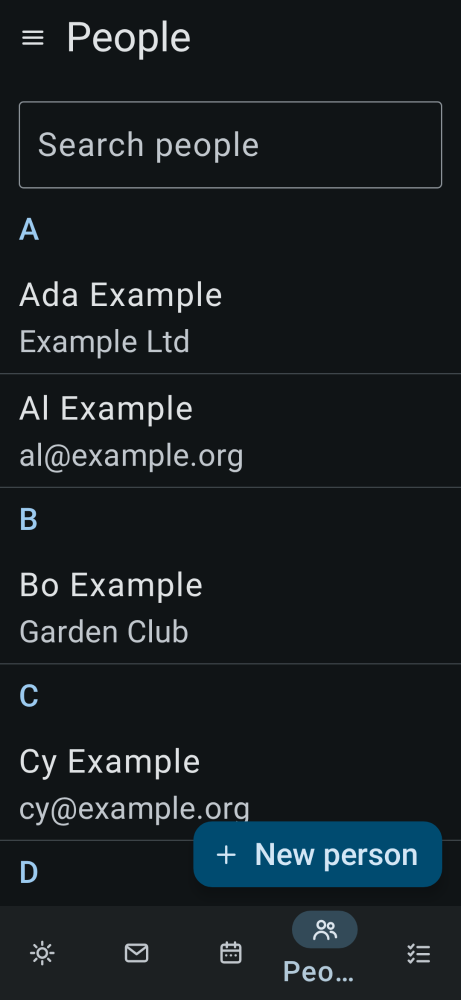 People
Search people
A
Ada Example
Example Ltd
Al Example
al@example.org
B
Bo Example
Garden Club
C
Cy Example
cy@example.org
D
New person
Peo…